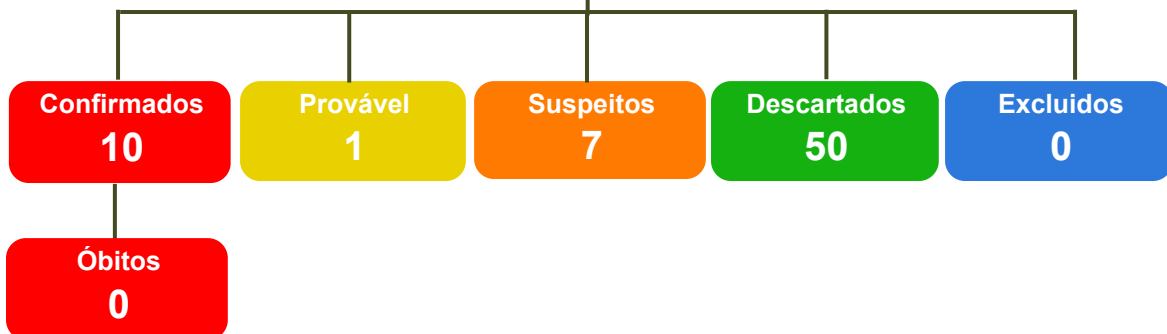 Confirmados
10
Provável
1
Suspeitos
7
Descartados
50
Excluidos
0
Óbitos
0